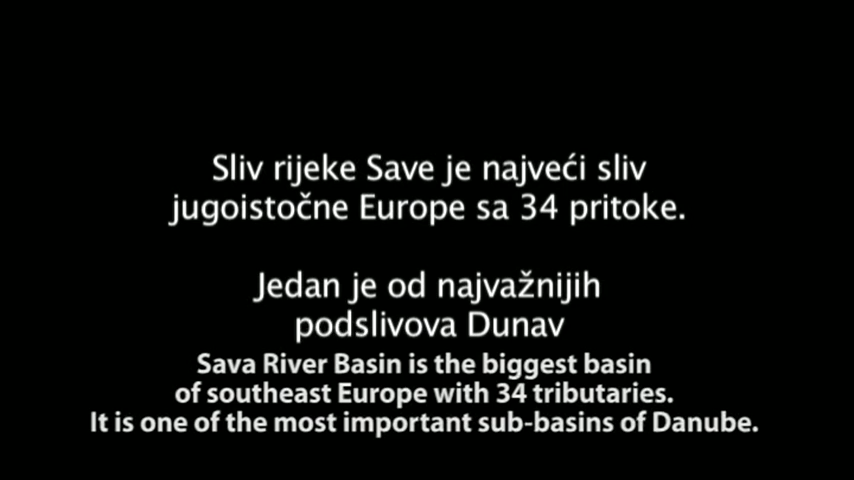 Sliv rijeke Save je najveći sliv
jugoistočne Europe sa 34 pritoke.
Jedan je od najvažnijih
podslivova Dunav
Sava River Basin is the biggest basin
of southeast Europe with 34 tributaries.
It is one of the most important sub-basins of Danube.